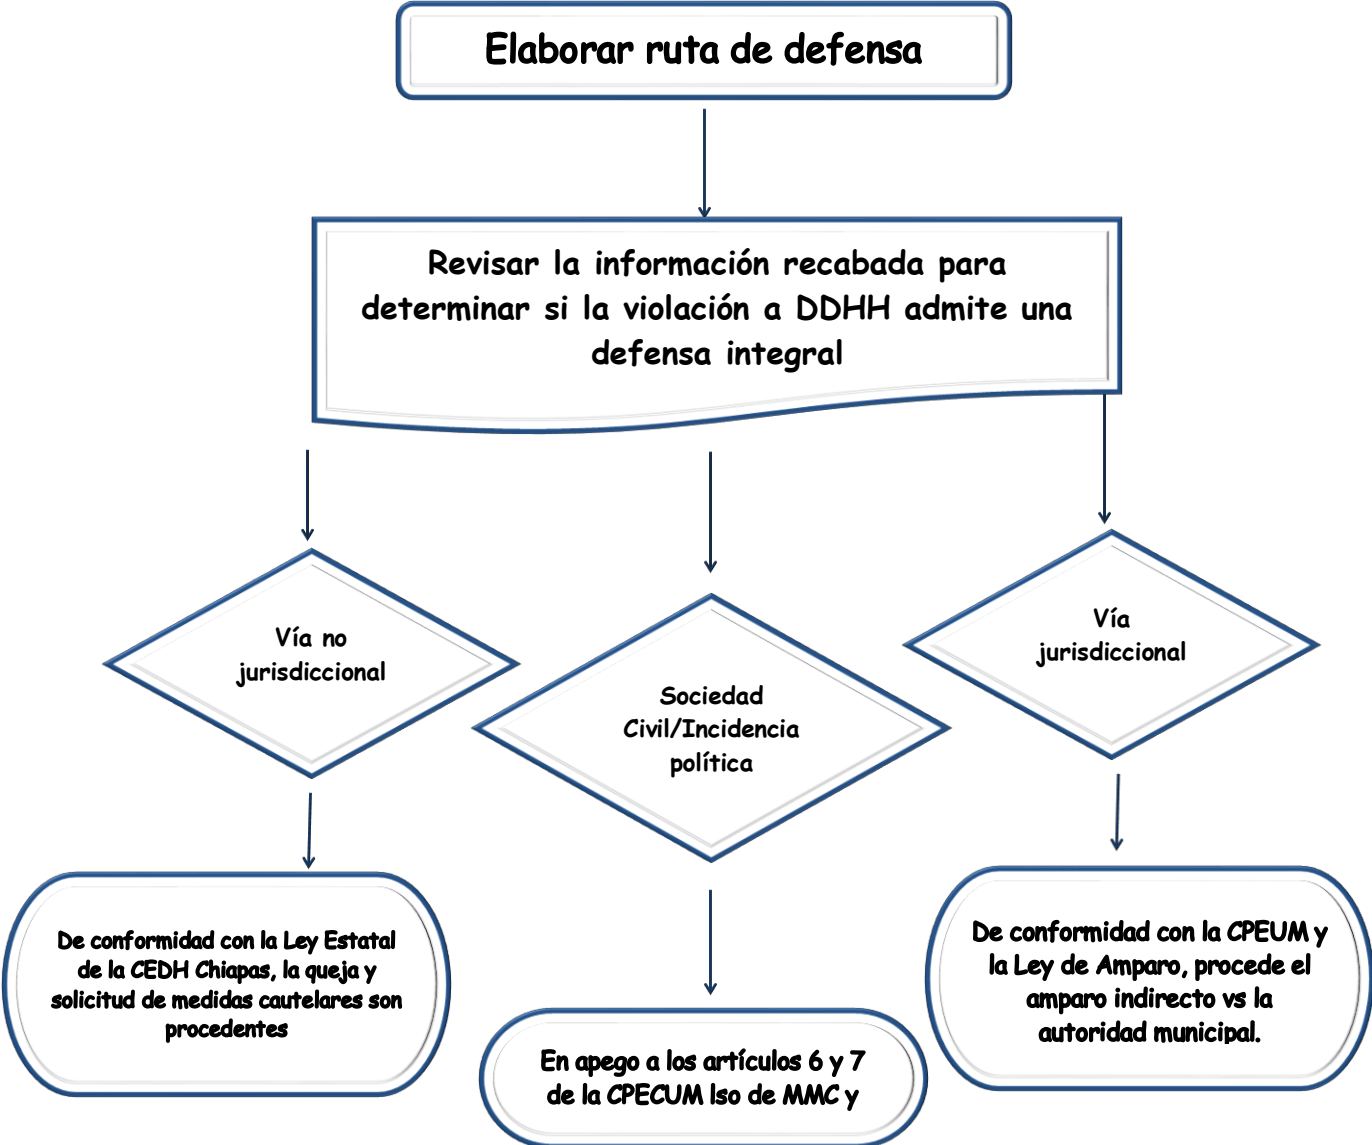 Elaborar ruta de defensa
Revisar la información recabada para
determinar si la violación a DDHH admite una
defensa integral
Vía no
jurisdiccional
Sociedad
Civil/Incidencia
política
Vía
jurisdiccional
De conformidad con la Ley Estatal
de la CEDH Chiapas, la queja y
solicitud de medidas cautelares son
procedentes
En apego a los artículos 6 y 7
de la CPECUM lso de MMC y
De conformidad con la CPEUM y
la Ley de Amparo, procede el
amparo indirecto vs la
autoridad municipal.